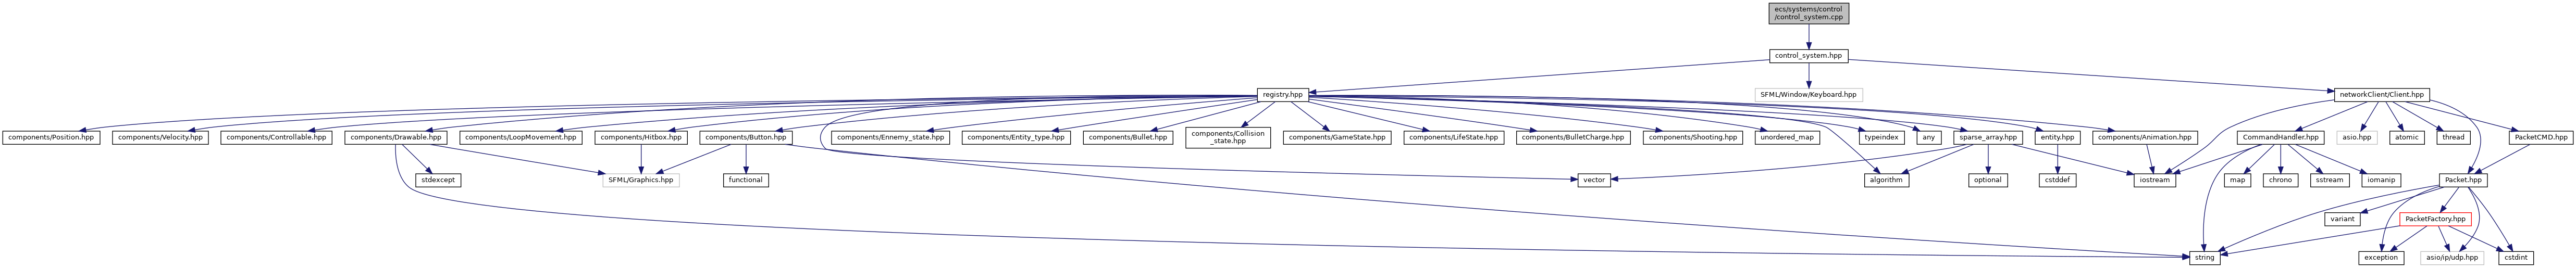 ecs/systems/control
/control_system.cpp
control_system.hpp
registry.hpp
SFML/Window/Keyboard.hpp
networkClient/Client.hpp
components/Position.hpp
components/Velocity.hpp
components/Controllable.hpp
components/Drawable.hpp
components/LoopMovement.hpp
components/Hitbox.hpp
components/Button.hpp
components/Ennemy_state.hpp
components/Entity_type.hpp
components/Bullet.hpp
components/Collision
_state.hpp
components/GameState.hpp
components/LifeState.hpp
components/BulletCharge.hpp
components/Shooting.hpp
unordered_map
typeindex
any
sparse_array.hpp
entity.hpp
components/Animation.hpp
CommandHandler.hpp
asio.hpp
atomic
thread
PacketCMD.hpp
stdexcept
SFML/Graphics.hpp
functional
vector
algorithm
optional
cstddef
iostream
map
chrono
sstream
iomanip
Packet.hpp
variant
PacketFactory.hpp
string
exception
asio/ip/udp.hpp
cstdint